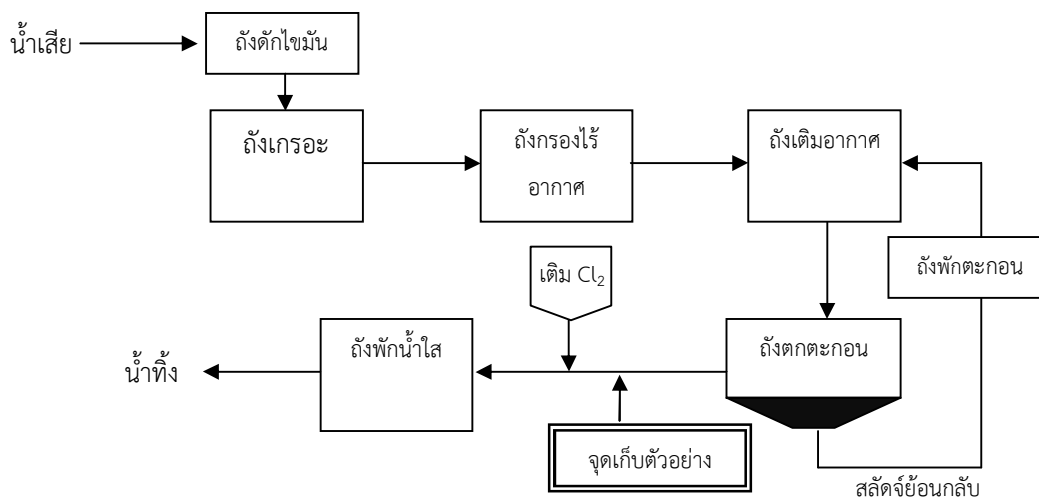 น้ำเสีย
ถังดักไขมัน
ถังเกรอะ
ถังกรองไร้
อากาศ
ถังเติมอากาศ
ถังพักตะกอน
เติม Cl₂
ถังตกตะกอน
ถังพักน้ำใส
น้ำทิ้ง
จุดเก็บตัวอย่าง
สลัดจ์ย้อนกลับ